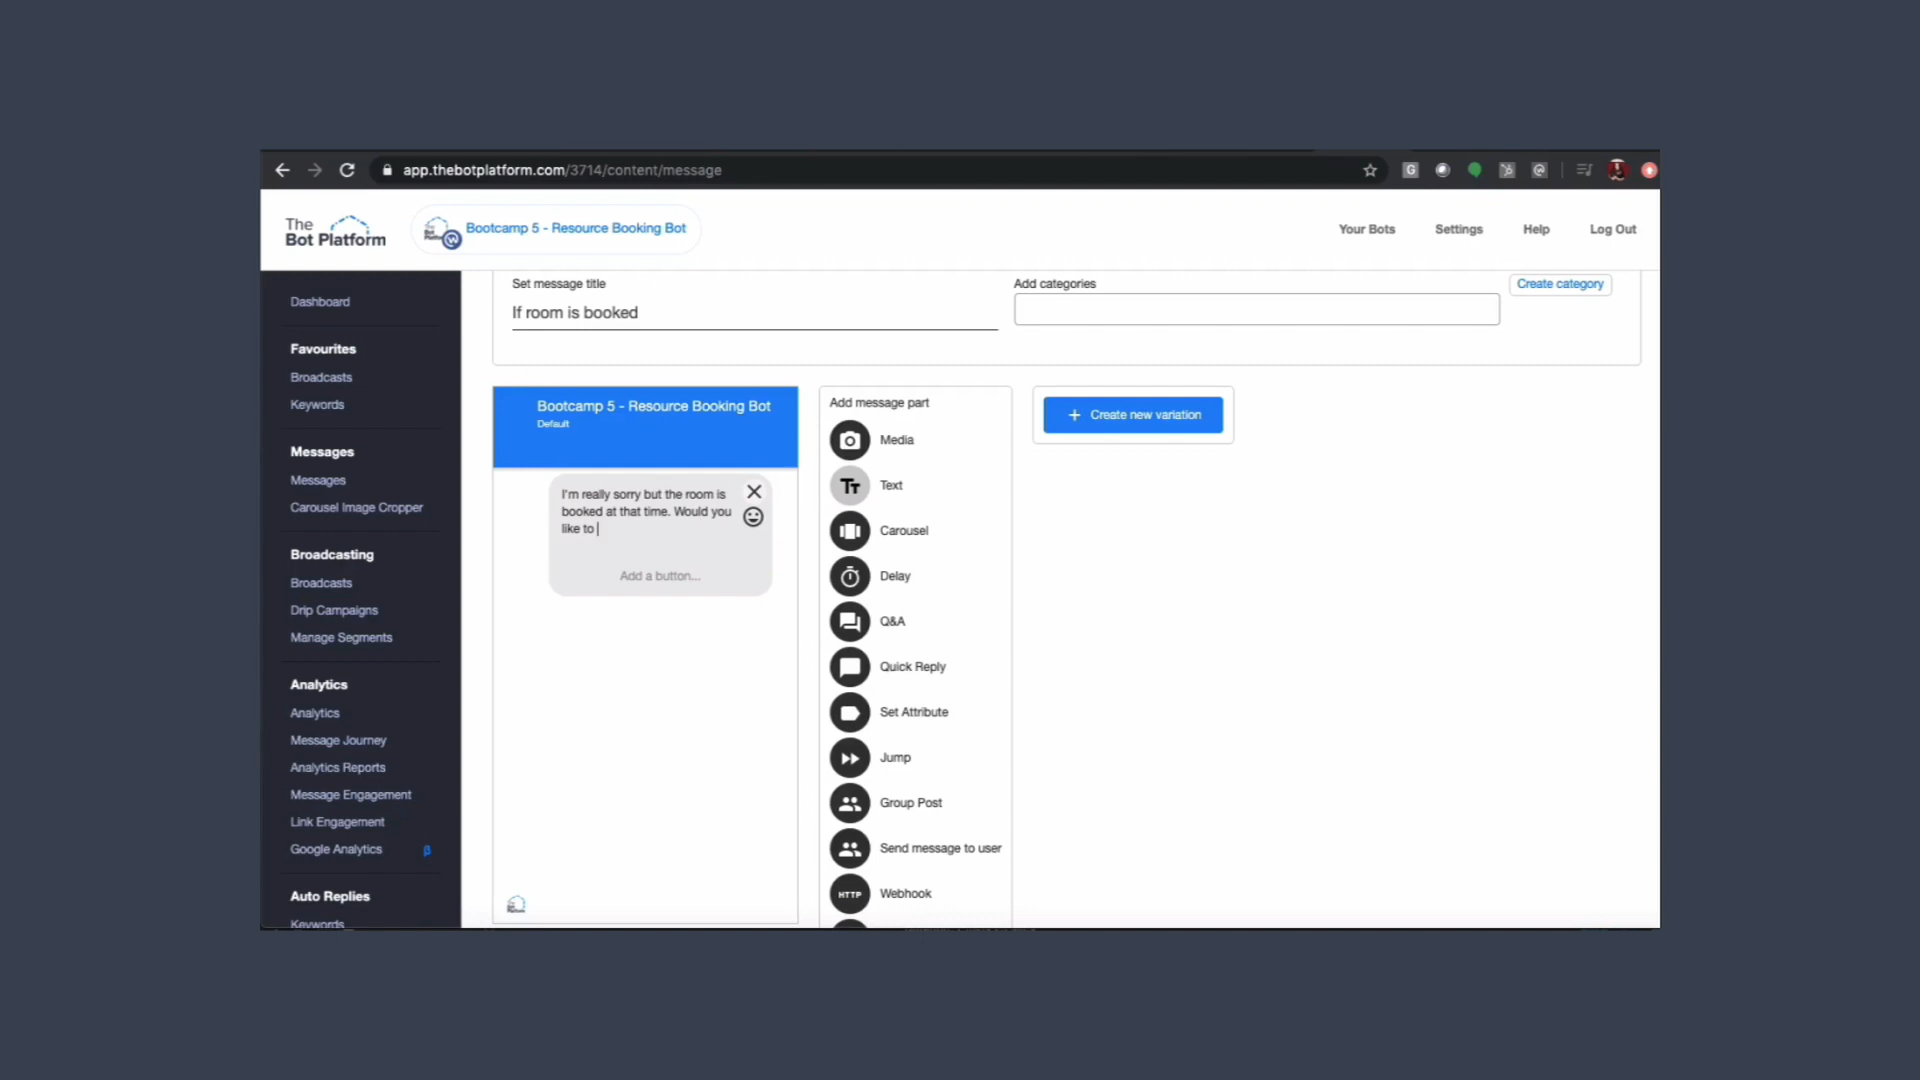 app.thebotplatform.com/3714/content/message
G
The
Bot Platform
Bootcamp 5 - Resource Booking Bot
Your Bots
Settings
Help
Log Out
Dashboard
Favourites
Broadcasts
Keywords
Messages
Messages
Carousel Image Cropper
Broadcasting
Broadcasts
Drip Campaigns
Manage Segments
Analytics
Analytics
Message Journey
Analytics Reports
Message Engagement
Link Engagement
Google Analytics β
Auto Replies
Keywords
Set message title
If room is booked
Add categories
Create category
Bootcamp 5 - Resource Booking Bot
Default
I'm really sorry but the room is
booked at that time. Would you
like to
Add a button...
Add message part
Media
Tт Text
Carousel
Delay
Q&A
Quick Reply
Set Attribute
Jump
Group Post
Send message to user
HTTP Webhook
+ Create new variation